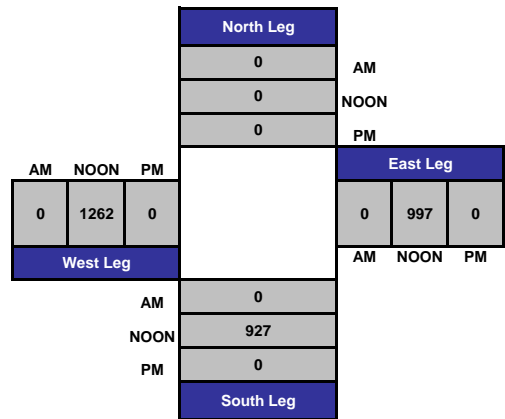 North Leg
0 AM
0 NOON
0 PM
East Leg
AM NOON PM
0 1262 0
0 997 0
West Leg
AM NOON PM
AM 0
NOON 927
PM 0
South Leg